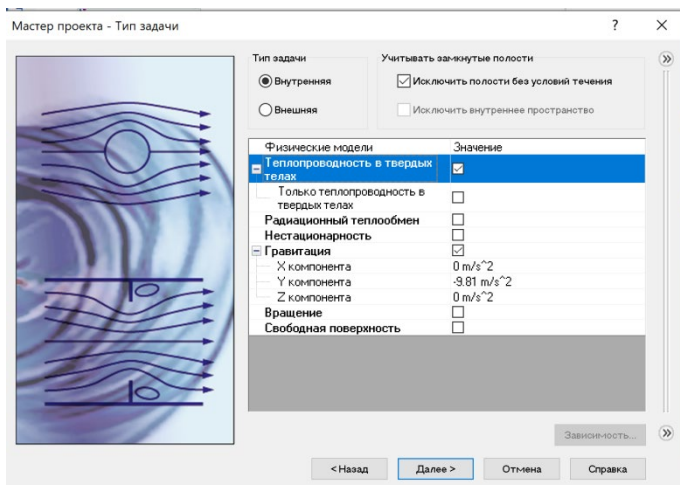 Мастер проекта - Тип задачи
?
Тип задачи
Учитывать замкнутые полости
Внутренняя
Исключить полости без условий течения
Внешняя
Исключить внутреннее пространство
Физические модели Значение
Теплопроводность в твердых
телах
Только теплопроводность в
твердых телах
Радиационный теплообмен
Нестационарность
Гравитация
X компонента 0 m/s^2
Y компонента -9.81 m/s^2
Z компонента 0 m/s^2
Вращение
Свободная поверхность
Зависимость...
< Назад Далее > Отмена Справка